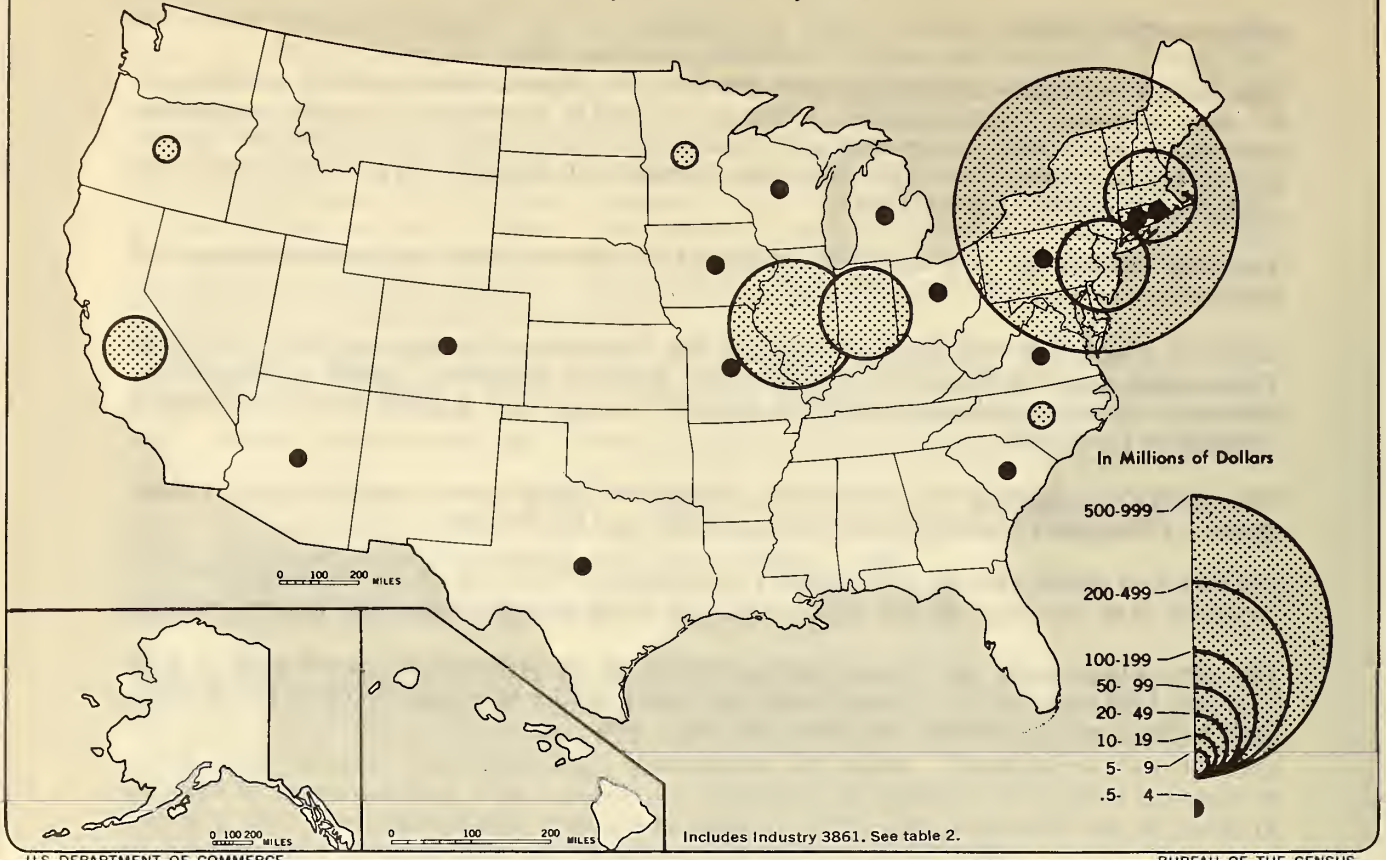 In Millions of Dollars
500-999
200-499
100-199
50- 99
20- 49
10- 19
5- 9
.5- 4
0 100 200 MILES
0 100 200 MILES
0 100 200 MILES
Includes Industry 3861. See table 2.
U.S. DEPARTMENT OF COMMERCE
BUREAU OF THE CENSUS